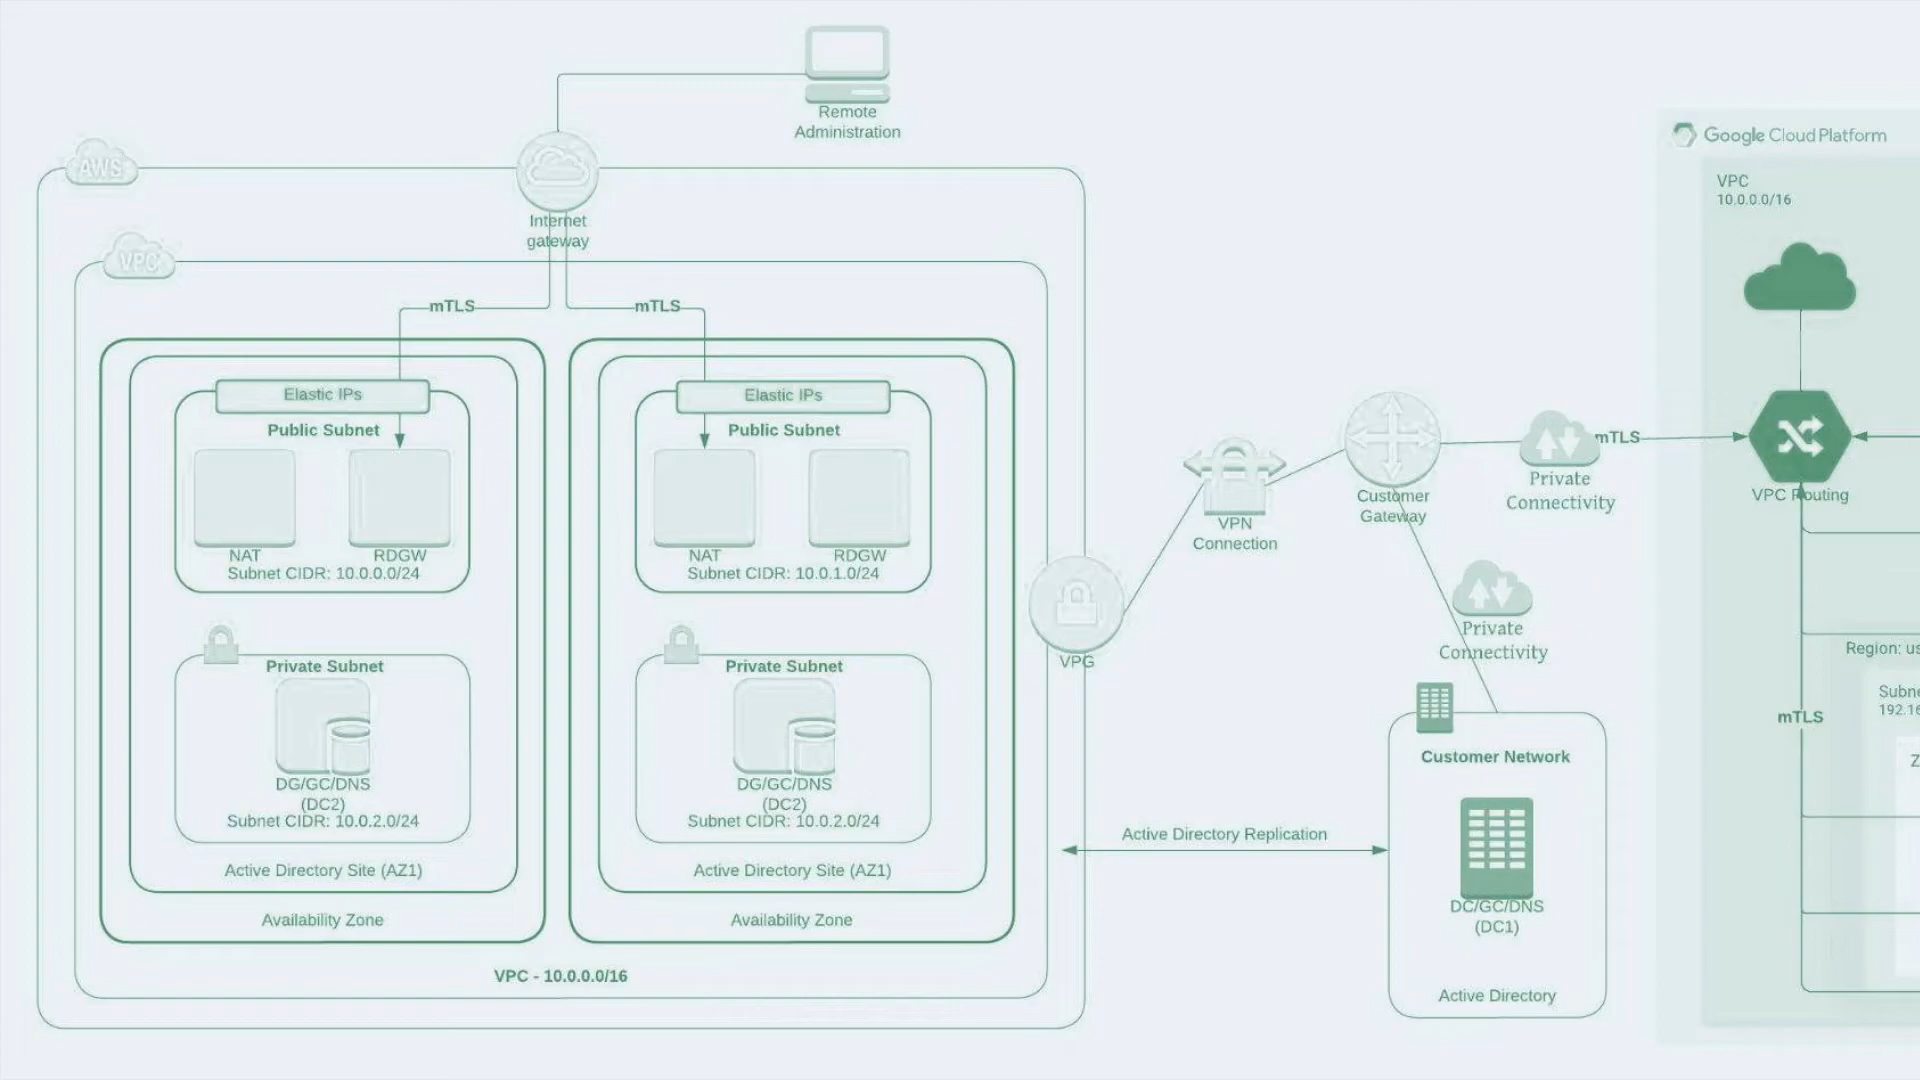 Remote
Administration
AWS
Internet
gateway
VPC
mTLS
mTLS
Elastic IPs
Public Subnet
NAT
RDGW
Subnet CIDR: 10.0.0.0/24
Private Subnet
DG/GC/DNS
(DC2)
Subnet CIDR: 10.0.2.0/24
Active Directory Site (AZ1)
Availability Zone
Elastic IPs
Public Subnet
NAT
RDGW
Subnet CIDR: 10.0.1.0/24
Private Subnet
DG/GC/DNS
(DC2)
Subnet CIDR: 10.0.2.0/24
Active Directory Site (AZ1)
Availability Zone
VPC - 10.0.0.0/16
VPG
VPN
Connection
Customer
Gateway
Private
Connectivity
mTLS
Private
Connectivity
Active Directory Replication
Customer Network
DC/GC/DNS
(DC1)
Active Directory
Google Cloud Platform
VPC
10.0.0.0/16
VPC Routing
mTLS
Region: us
Subne
192.16
Z